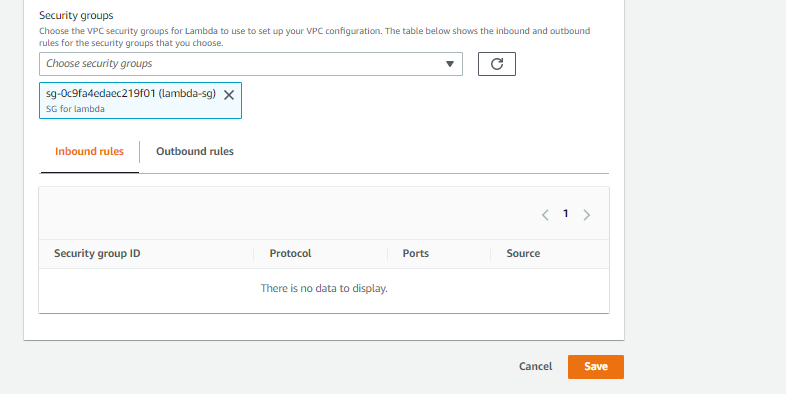 Security groups
Choose the VPC security groups for Lambda to use to set up your VPC configuration. The table below shows the inbound and outbound
rules for the security groups that you choose.
Choose security groups
sg-0c9fa4edaec219f01 (lambda-sg)
SG for lambda
Inbound rules Outbound rules
1
Security group ID Protocol Ports Source
There is no data to display.
Cancel Save